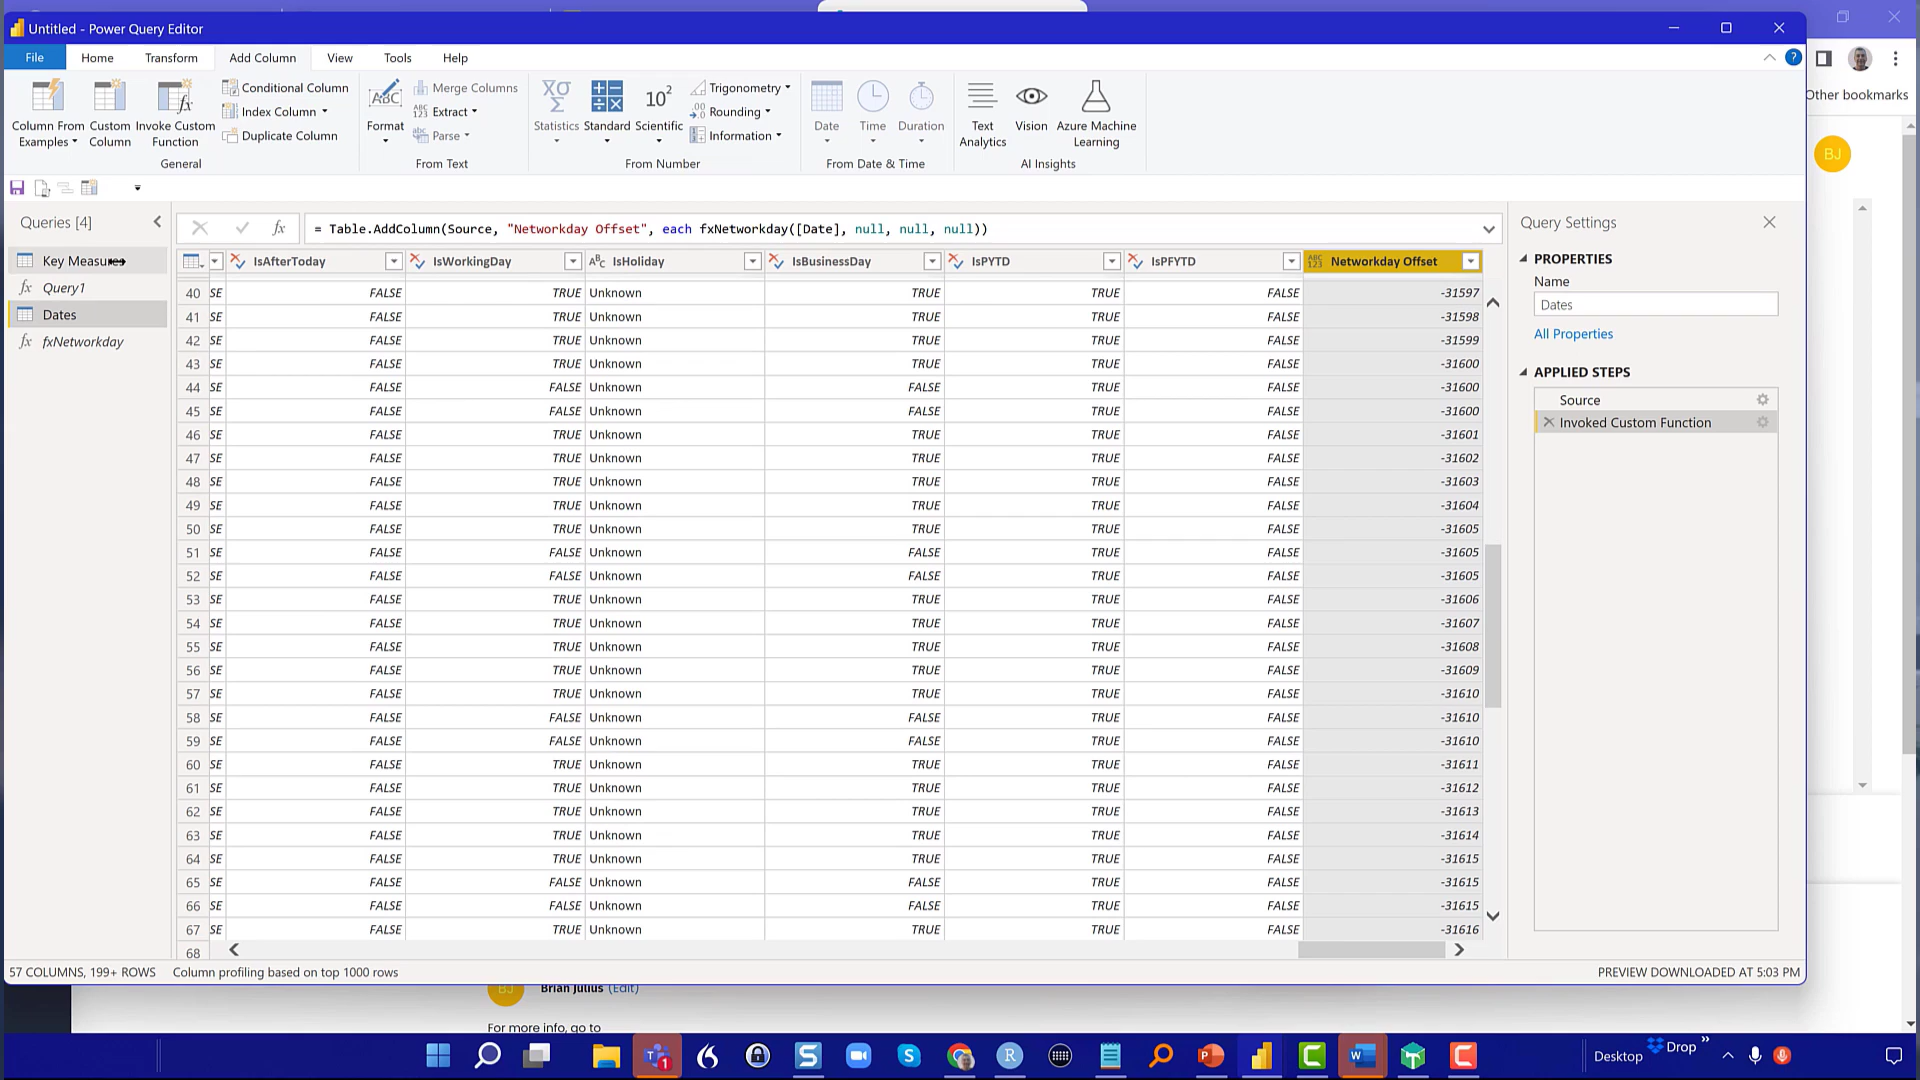 Untitled - Power Query Editor
File Home Transform Add Column View Tools Help
Other bookmarks
Column From Examples
Custom Column
Invoke Custom Function
Conditional Column
Index Column
Duplicate Column
General
Format
Merge Columns
Extract
Parse
From Text
Statistics
Standard
Scientific
Trigonometry
Rounding
Information
From Number
Date
Time
Duration
From Date & Time
Text Analytics
Vision
Azure Machine Learning
AI Insights
BJ
Queries [4]
Key Measures
Query1
Dates
fxNetworkday
= Table.AddColumn(Source, "Networkday Offset", each fxNetworkday([Date], null, null, null))
IsAfterToday IsWorkingDay IsHoliday IsBusinessDay IsPYTD IsPFYTD Networkday Offset
40 SE FALSE TRUE Unknown TRUE TRUE FALSE -31597
41 SE FALSE TRUE Unknown TRUE TRUE FALSE -31598
42 SE FALSE TRUE Unknown TRUE TRUE FALSE -31599
43 SE FALSE TRUE Unknown TRUE TRUE FALSE -31600
44 SE FALSE FALSE Unknown FALSE TRUE FALSE -31600
45 SE FALSE FALSE Unknown FALSE TRUE FALSE -31600
46 SE FALSE TRUE Unknown TRUE TRUE FALSE -31601
47 SE FALSE TRUE Unknown TRUE TRUE FALSE -31602
48 SE FALSE TRUE Unknown TRUE TRUE FALSE -31603
49 SE FALSE TRUE Unknown TRUE TRUE FALSE -31604
50 SE FALSE TRUE Unknown TRUE TRUE FALSE -31605
51 SE FALSE FALSE Unknown FALSE TRUE FALSE -31605
52 SE FALSE FALSE Unknown FALSE TRUE FALSE -31605
53 SE FALSE TRUE Unknown TRUE TRUE FALSE -31606
54 SE FALSE TRUE Unknown TRUE TRUE FALSE -31607
55 SE FALSE TRUE Unknown TRUE TRUE FALSE -31608
56 SE FALSE TRUE Unknown TRUE TRUE FALSE -31609
57 SE FALSE TRUE Unknown TRUE TRUE FALSE -31610
58 SE FALSE FALSE Unknown FALSE TRUE FALSE -31610
59 SE FALSE FALSE Unknown FALSE TRUE FALSE -31610
60 SE FALSE TRUE Unknown TRUE TRUE FALSE -31611
61 SE FALSE TRUE Unknown TRUE TRUE FALSE -31612
62 SE FALSE TRUE Unknown TRUE TRUE FALSE -31613
63 SE FALSE TRUE Unknown TRUE TRUE FALSE -31614
64 SE FALSE TRUE Unknown TRUE TRUE FALSE -31615
65 SE FALSE FALSE Unknown FALSE TRUE FALSE -31615
66 SE FALSE FALSE Unknown FALSE TRUE FALSE -31615
67 SE FALSE TRUE Unknown TRUE TRUE FALSE -31616
68
Query Settings
PROPERTIES
Name
Dates
All Properties
APPLIED STEPS
Source
Invoked Custom Function
57 COLUMNS, 199+ ROWS Column profiling based on top 1000 rows PREVIEW DOWNLOADED AT 5:03 PM
BJ Brian Julius (Edit)
For more info, go to
Desktop
Drop